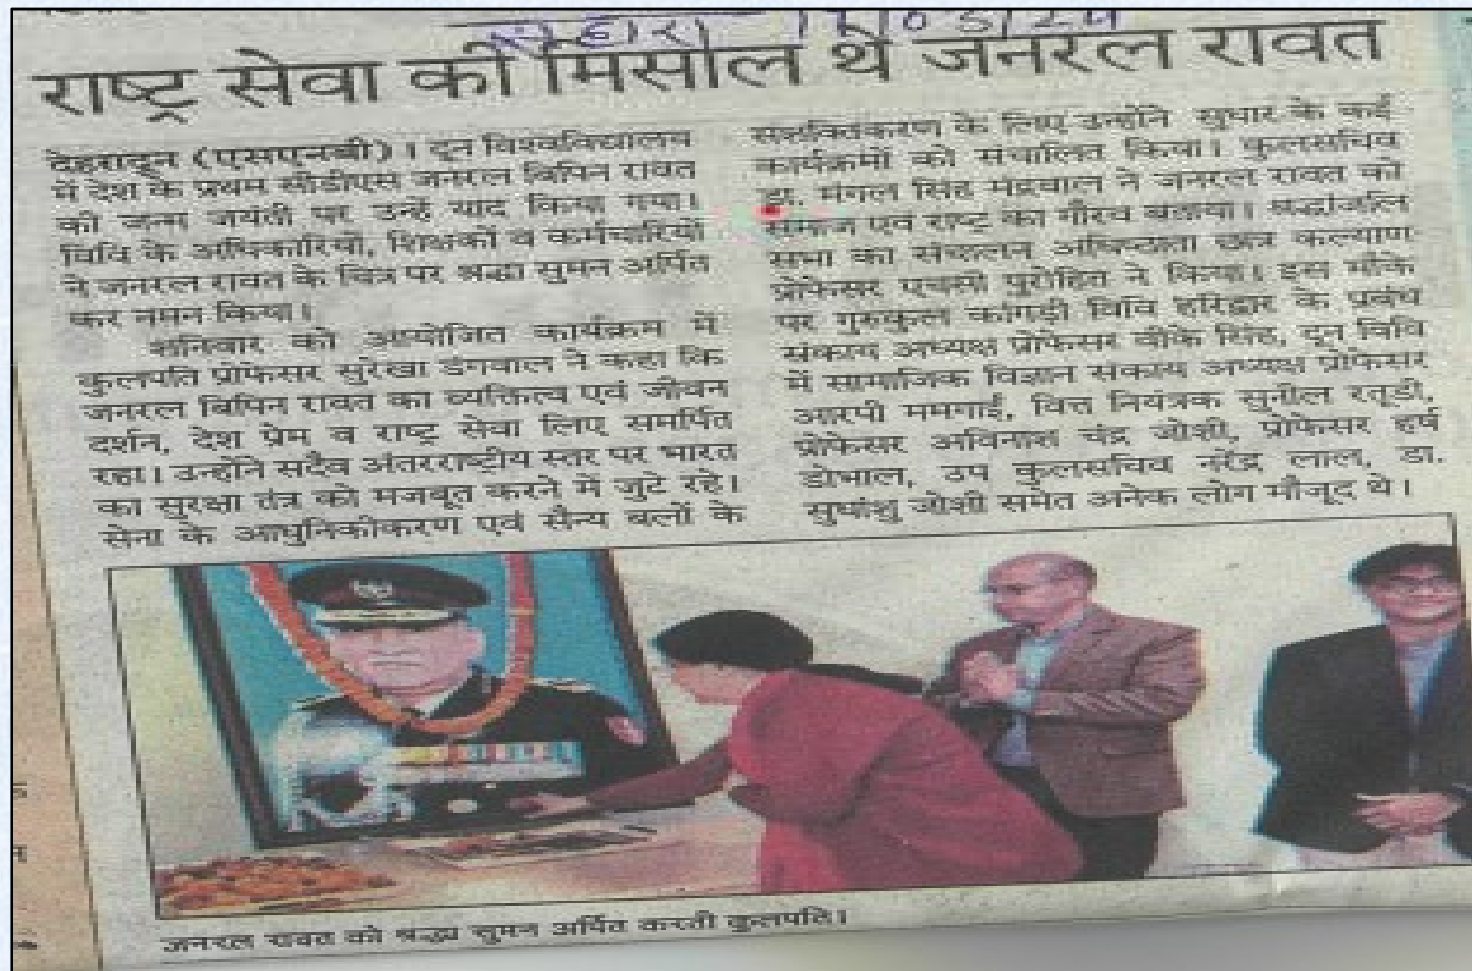 राष्ट्र सेवा की मिसाल थे जनरल रावत
देहरादून (एसएनबी)। दून विश्वविद्यालय
में देश के प्रथम सीडीएस जनरल बिपिन रावत
की जन्म जयंती पर उन्हें याद किया गया।
विवि के अधिकारियों, शिक्षकों व कर्मचारियों
ने जनरल रावत के चित्र पर श्रद्धा सुमन अर्पित
कर नमन किया।
शनिवार को आयोजित कार्यक्रम में
कुलपति प्रोफेसर सुरेखा डंगवाल ने कहा कि
जनरल बिपिन रावत का व्यक्तित्व एवं जीवन
दर्शन, देश प्रेम व राष्ट्र सेवा लिए समर्पित
रहा। उन्होंने सदैव अंतरराष्ट्रीय स्तर पर भारत
का सुरक्षा तंत्र को मजबूत करने में जुटे रहे।
सेना के आधुनिकीकरण एवं सैन्य बलों के
सशक्तिकरण के लिए उन्होंने सुधार के कई
कार्यक्रमों को संचालित किया। कुलसचिव
डा. मंगल सिंह मंद्रवाल ने जनरल रावत को
समाज एवं राष्ट्र का गौरव बताया। श्रद्धांजलि
सभा का संचालन अधिष्ठाता छात्र कल्याण
प्रोफेसर एचसी पुरोहित ने किया। इस मौके
पर गुरुकुल कांगड़ी विवि हरिद्वार के प्रबंध
संकाय अध्यक्ष प्रोफेसर वीके सिंह, दून विवि
में सामाजिक विज्ञान संकाय अध्यक्ष प्रोफेसर
आरपी ममगाईं, वित्त नियंत्रक सुनील रतूड़ी,
प्रोफेसर अविनाश चंद्र जोशी, प्रोफेसर हर्ष
डोभाल, उप कुलसचिव नरेंद्र लाल, डा.
सुधांशु जोशी समेत अनेक लोग मौजूद थे।
जनरल रावत को श्रद्धा सुमन अर्पित करती कुलपति।